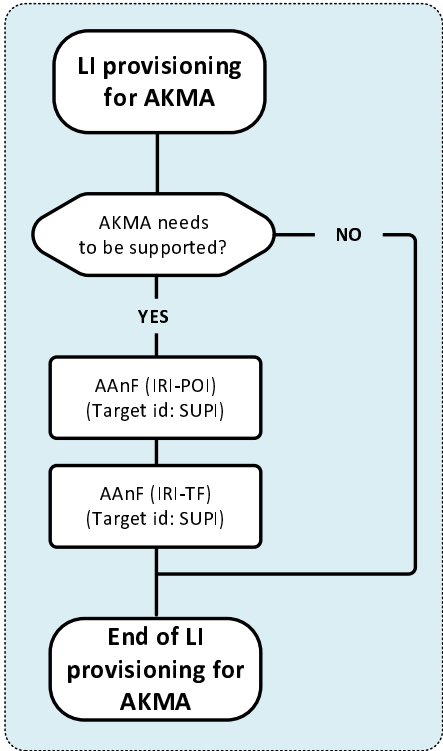 LI provisioning
for AKMA
AKMA needs
to be supported?
NO
YES
AAnF (IRI-POI)
(Target id: SUPI)
AAnF (IRI-TF)
(Target id: SUPI)
End of LI
provisioning for
AKMA